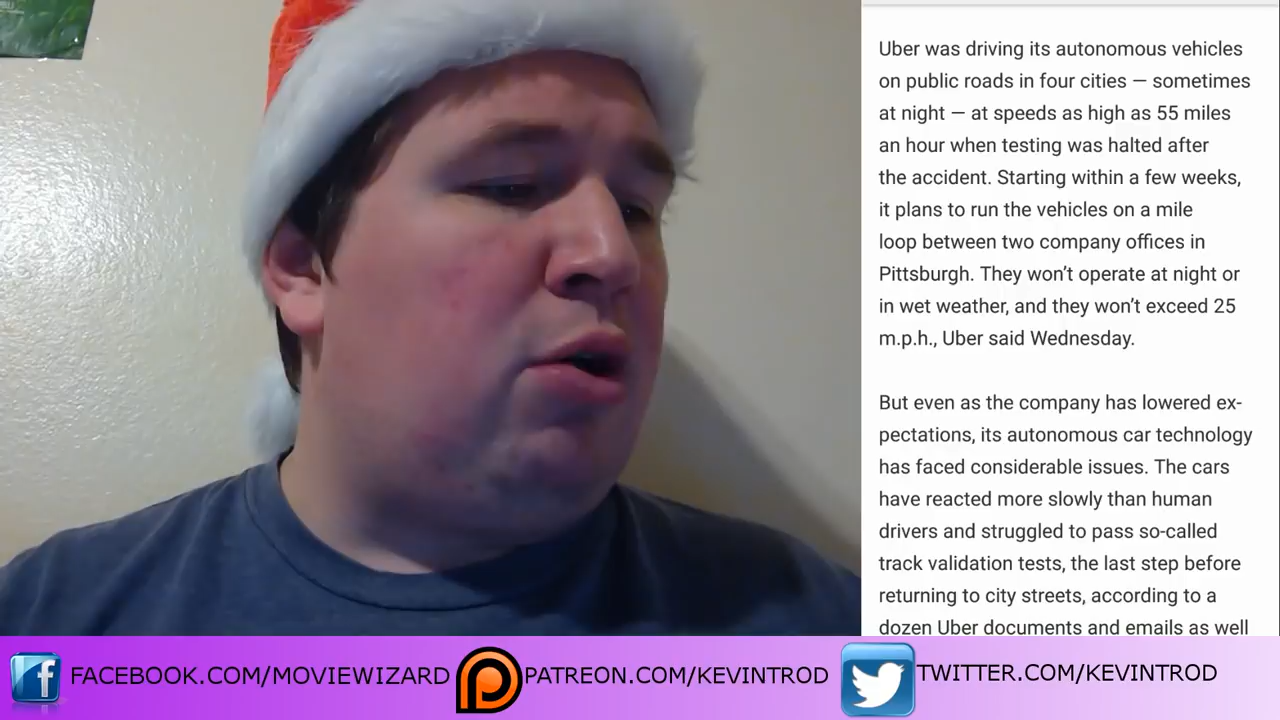 Uber was driving its autonomous vehicles
on public roads in four cities — sometimes
at night — at speeds as high as 55 miles
an hour when testing was halted after
the accident. Starting within a few weeks,
it plans to run the vehicles on a mile
loop between two company offices in
Pittsburgh. They won’t operate at night or
in wet weather, and they won’t exceed 25
m.p.h., Uber said Wednesday.
But even as the company has lowered ex-
pectations, its autonomous car technology
has faced considerable issues. The cars
have reacted more slowly than human
drivers and struggled to pass so-called
track validation tests, the last step before
returning to city streets, according to a
dozen Uber documents and emails as well
FACEBOOK.COM/MOVIEWIZARD
PATREON.COM/KEVINTROD
TWITTER.COM/KEVINTROD